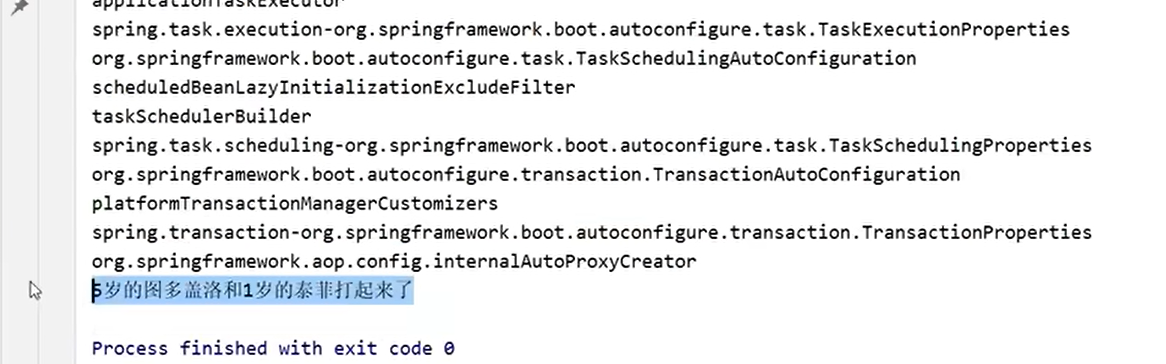 applicationTaskExecutor
spring.task.execution-org.springframework.boot.autoconfigure.task.TaskExecutionProperties
org.springframework.boot.autoconfigure.task.TaskSchedulingAutoConfiguration
scheduledBeanLazyInitializationExcludeFilter
taskSchedulerBuilder
spring.task.scheduling-org.springframework.boot.autoconfigure.task.TaskSchedulingProperties
org.springframework.boot.autoconfigure.transaction.TransactionAutoConfiguration
platformTransactionManagerCustomizers
spring.transaction-org.springframework.boot.autoconfigure.transaction.TransactionProperties
org.springframework.aop.config.internalAutoProxyCreator
5岁的图多盖洛和1岁的泰菲打起来了
Process finished with exit code 0